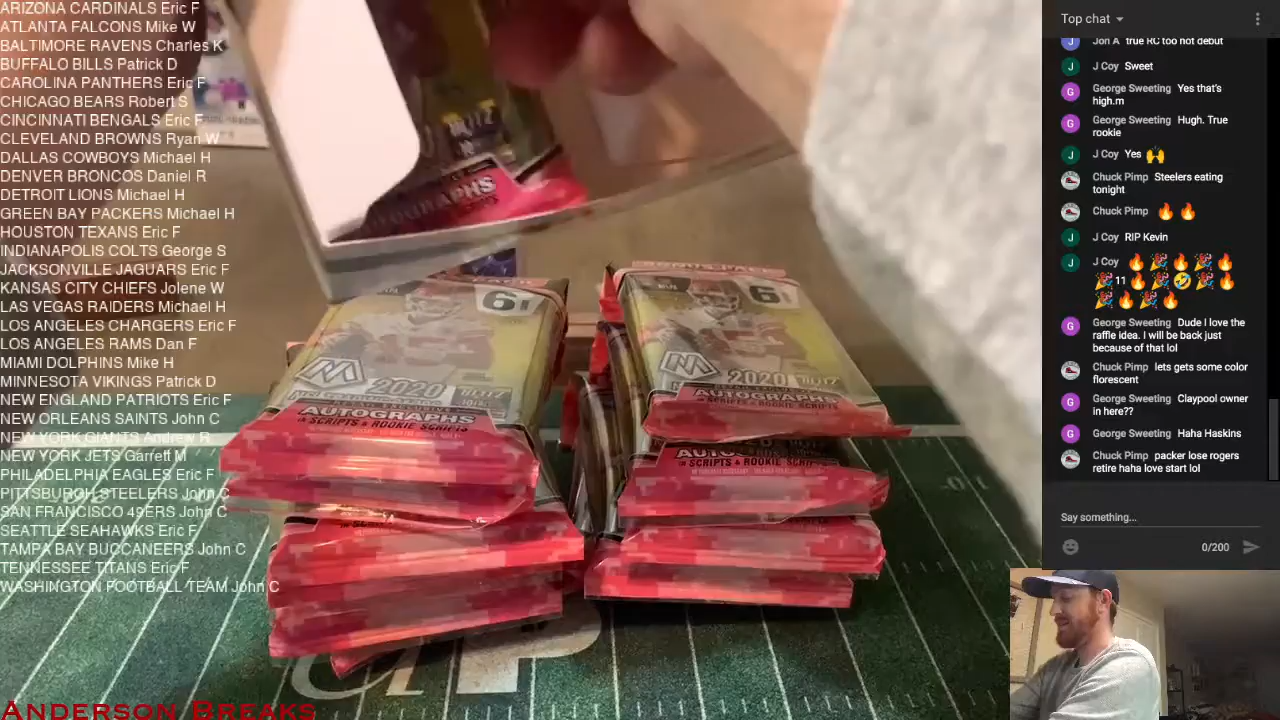 ARIZONA CARDINALS Eric F
ATLANTA FALCONS Mike W
BALTIMORE RAVENS Charles K
BUFFALO BILLS Patrick D
CAROLINA PANTHERS Eric F
CHICAGO BEARS Robert S
CINCINNATI BENGALS Eric F
CLEVELAND BROWNS Ryan W
DALLAS COWBOYS Michael H
DENVER BRONCOS Daniel R
DETROIT LIONS Michael H
GREEN BAY PACKERS Michael H
HOUSTON TEXANS Eric F
INDIANAPOLIS COLTS George S
JACKSONVILLE JAGUARS Eric F
KANSAS CITY CHIEFS Jolene W
LAS VEGAS RAIDERS Michael H
LOS ANGELES CHARGERS Eric F
LOS ANGELES RAMS Dan F
MIAMI DOLPHINS Mike H
MINNESOTA VIKINGS Patrick D
NEW ENGLAND PATRIOTS Eric F
NEW ORLEANS SAINTS John C
NEW YORK GIANTS Andrew R
NEW YORK JETS Garrett M
PHILADELPHIA EAGLES Eric F
PITTSBURGH STEELERS John C
SAN FRANCISCO 49ERS John C
SEATTLE SEAHAWKS Eric F
TAMPA BAY BUCCANEERS John C
TENNESSEE TITANS Eric F
WASHINGTON FOOTBALL TEAM John C
ANDERSON BREAKS
6
M
2020
AUTOGRAPHS
SCRIPTS & ROOKIE SCRIPTS
6
M
2020 BLITZ
AUTOGRAPHS
SCRIPTS & ROOKIE SCRIPTS
P
Top chat
Jon A true RC too not debut
J Coy Sweet
George Sweeting Yes that's
high.m
George Sweeting Hugh. True
rookie
J Coy Yes 🙌
Chuck Pimp Steelers eating
tonight
Chuck Pimp 🔥🔥
J Coy RIP Kevin
J Coy 🔥🎉🔥🎉🔥
🎉11🔥🎉🤣🎉🔥
🎉🔥🎉🔥
George Sweeting Dude I love the
raffle idea. I will be back just
because of that lol
Chuck Pimp lets gets some color
florescent
George Sweeting Claypool owner
in here??
George Sweeting Haha Haskins
Chuck Pimp packer lose rogers
retire haha love start lol
Say something...
0/200